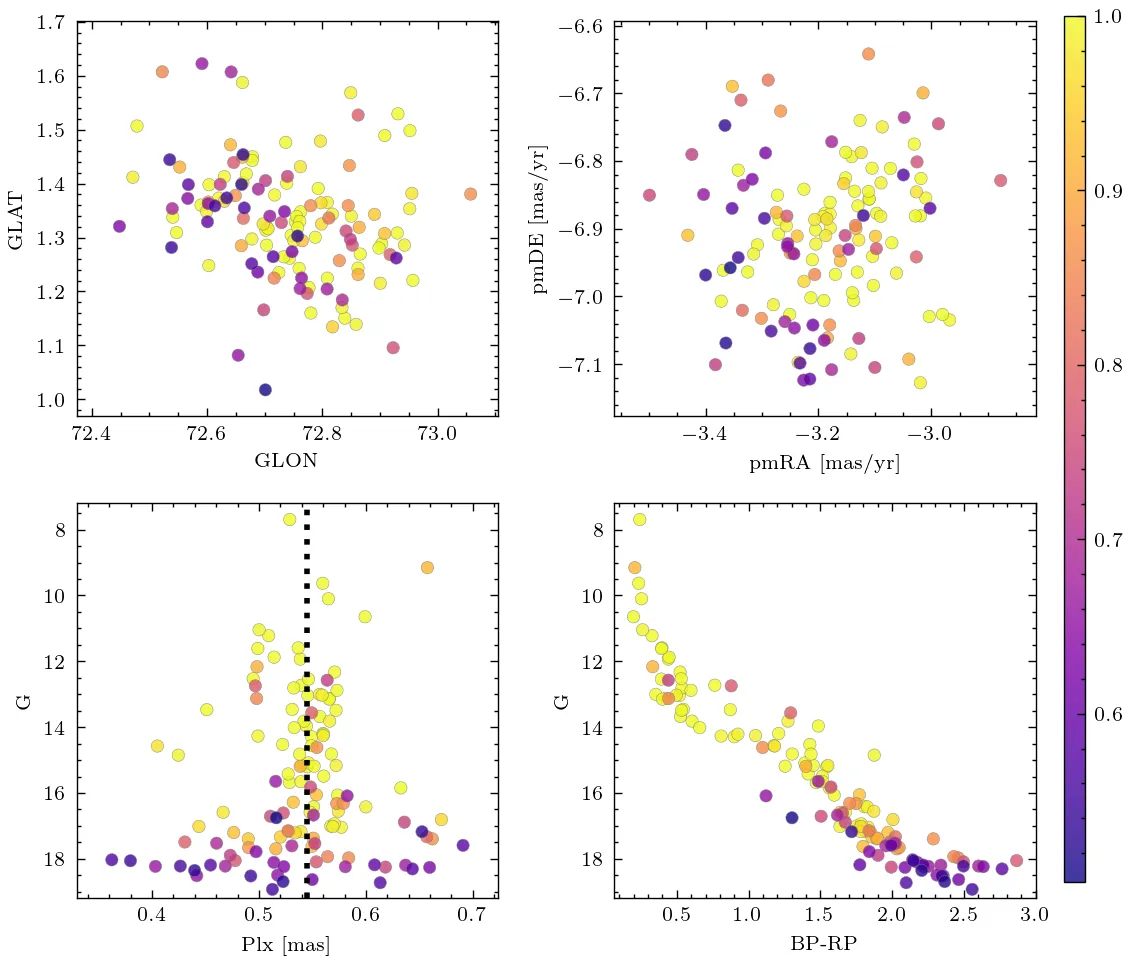 1.7
1.6
1.5
1.4
1.3
1.2
1.1
1.0
GLAT
72.4 72.6 72.8 73.0
GLON
−6.6
−6.7
−6.8
−6.9
−7.0
−7.1
pmDE [mas/yr]
−3.4 −3.2 −3.0
pmRA [mas/yr]
8
10
12
14
16
18
G
0.4 0.5 0.6 0.7
Plx [mas]
8
10
12
14
16
18
G
0.5 1.0 1.5 2.0 2.5 3.0
BP-RP
1.0
0.9
0.8
0.7
0.6